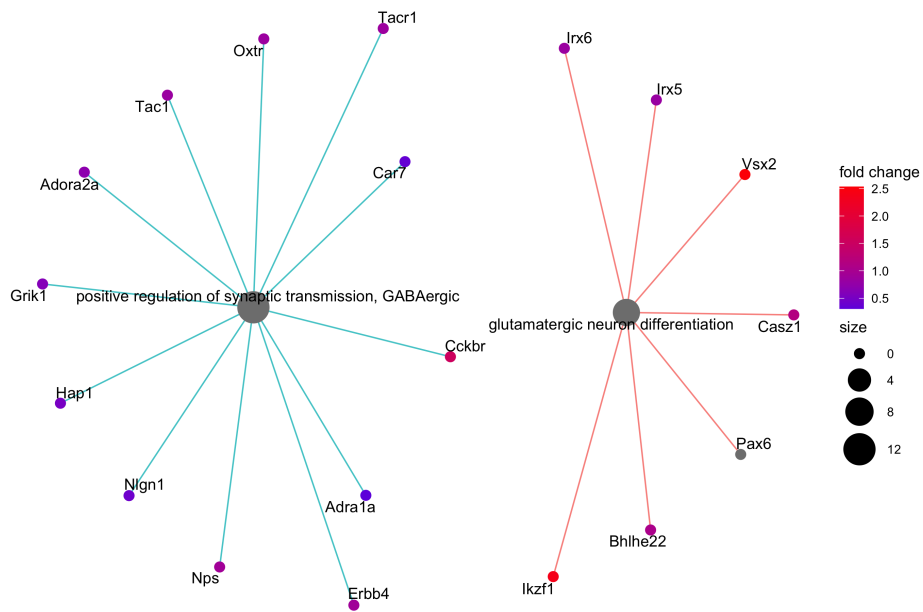 Tacr1
Oxtr
Irx6
Irx5
Tac1
Car7
Vsx2
Adora2a
Grik1
positive regulation of synaptic transmission, GABAergic
glutamatergic neuron differentiation
Casz1
Cckbr
Hap1
Pax6
Nlgn1
Adra1a
Bhlhe22
Nps
Erbb4
Ikzf1
fold change
2.5
2.0
1.5
1.0
0.5
size
0
4
8
12